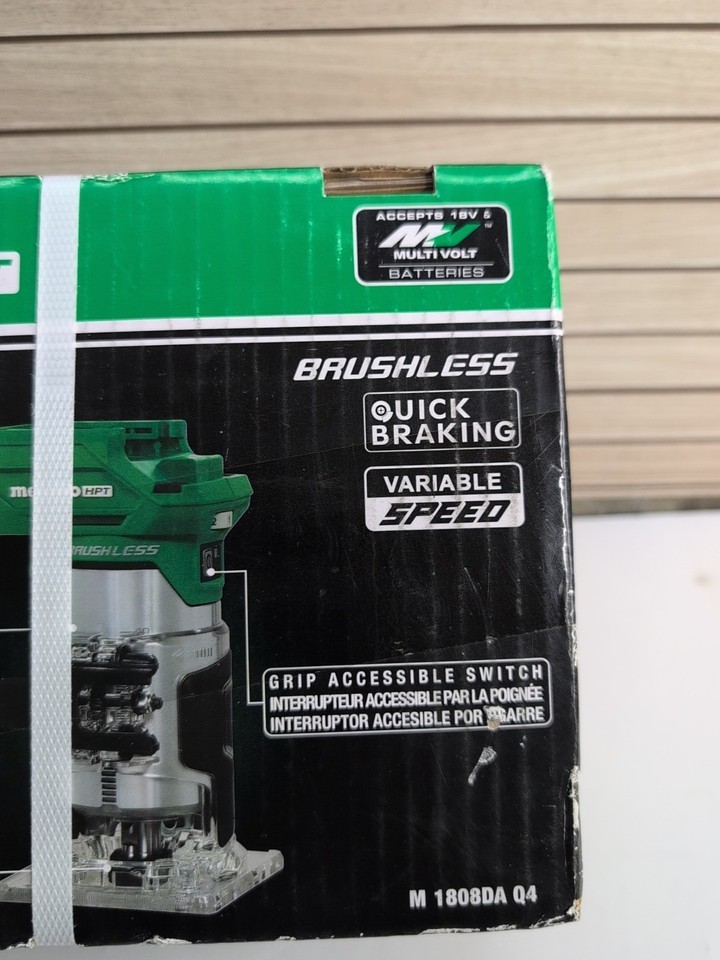 ACCEPTS 18V &
MV™
MULTI VOLT
BATTERIES
BRUSHLESS
QUICK
BRAKING
VARIABLE
SPEED
HPT
BRUSHLESS
GRIP ACCESSIBLE SWITCH
INTERRUPTEUR ACCESSIBLE PAR LA POIGNÉE
INTERRUPTOR ACCESIBLE POR
M 1808DA Q4